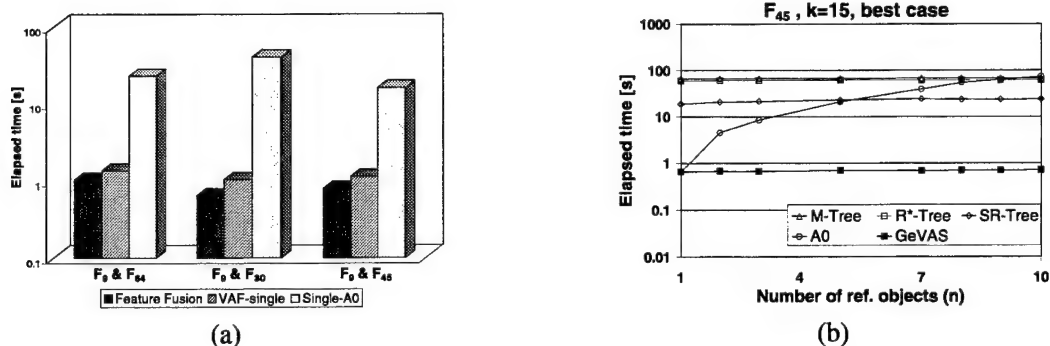 100
10
1
0.1
Elapsed time [s]
F₉ & F₆₄
F₉ & F₃₀
F₉ & F₄₅
Feature Fusion
VAF-single
Single-A0
(a)
F₄₅ , k=15, best case
1000
100
10
1
0.1
0.01
Elapsed time [s]
M-Tree
R*-Tree
SR-Tree
A0
GeVAS
1
4
7
10
Number of ref. objects (n)
(b)